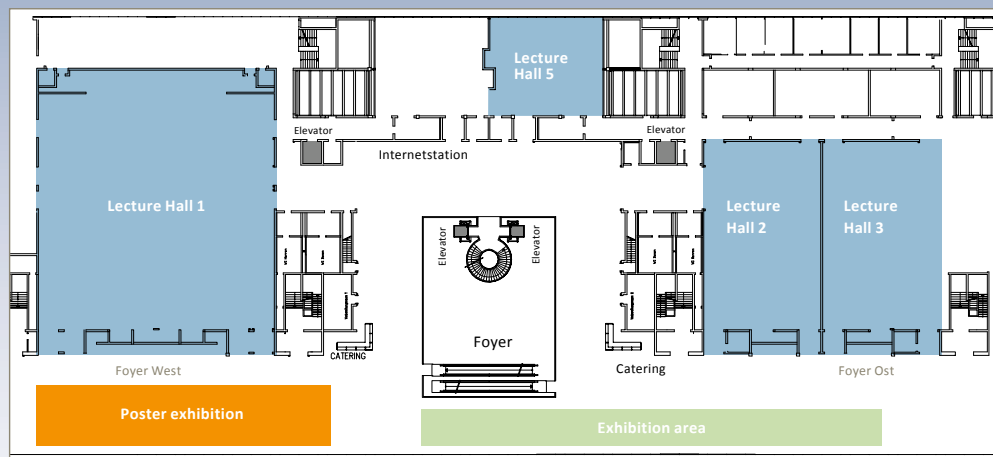 Lecture
Hall 5
Elevator
Elevator
Internetstation
Lecture Hall 1
Lecture
Hall 2
Lecture
Hall 3
Elevator
Elevator
Foyer
CATERING
Catering
Foyer West
Foyer Ost
Poster exhibition
Exhibition area